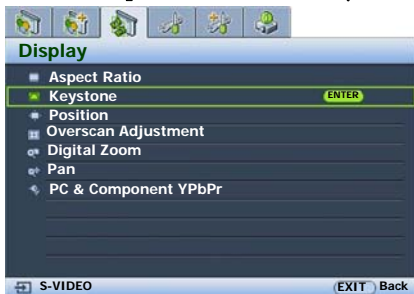 Display
Aspect Ratio
Keystone ENTER
Position
Overscan Adjustment
Digital Zoom
Pan
PC & Component YPbPr
S-VIDEO EXIT Back